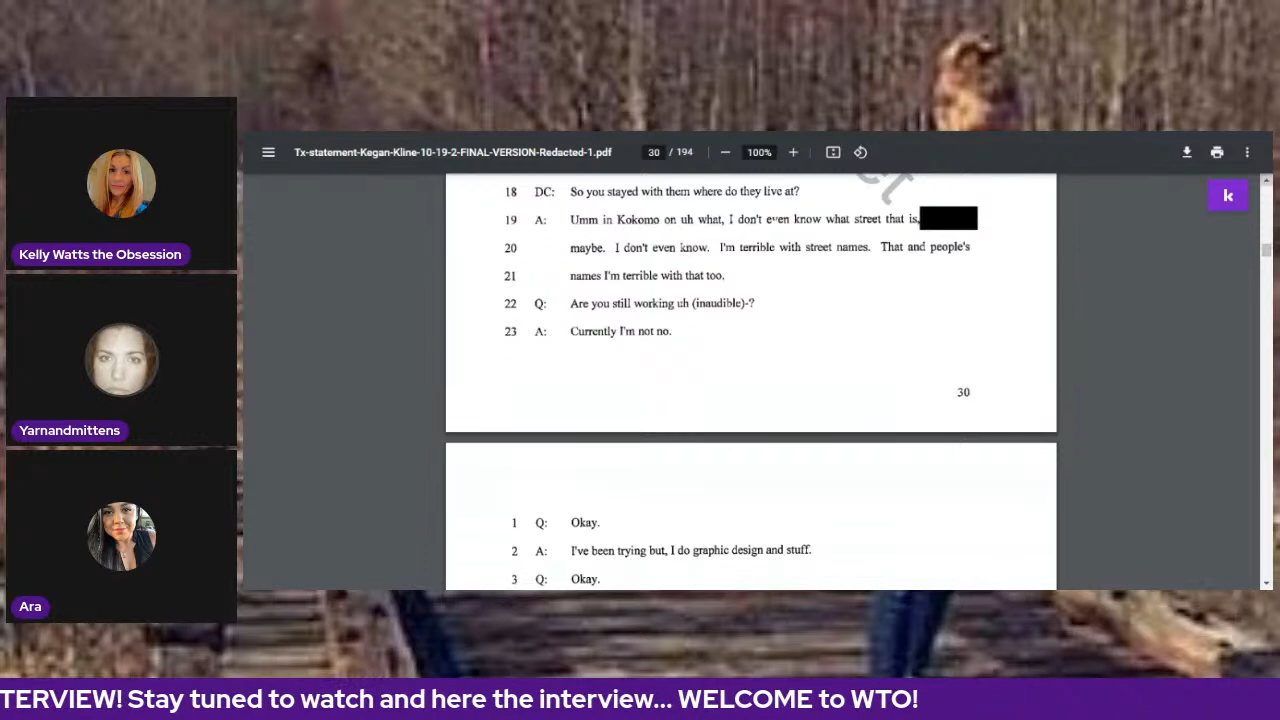 Tx-statement-Kegan-Kline-10-19-2-FINAL-VERSION-Redacted-1.pdf
30 / 194
100%
k
18 DC: So you stayed with them where do they live at?
19 A: Umm in Kokomo on uh what, I don't even know what street that is,
20 maybe. I don't even know. I'm terrible with street names. That and people's
21 names I'm terrible with that too.
22 Q: Are you still working uh (inaudible)-?
23 A: Currently I'm not no.
30
1 Q: Okay.
2 A: I've been trying but, I do graphic design and stuff.
3 Q: Okay.
Kelly Watts the Obsession
Yarnandmittens
Ara
TERVIEW! Stay tuned to watch and here the interview... WELCOME to WTO!